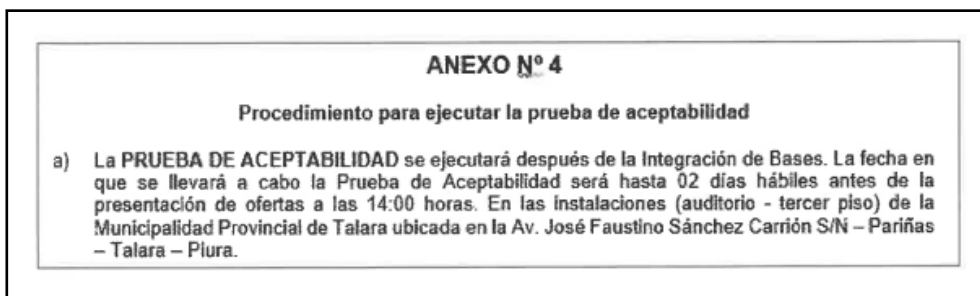 ANEXO Nº 4
Procedimiento para ejecutar la prueba de aceptabilidad
a) La PRUEBA DE ACEPTABILIDAD se ejecutará después de la Integración de Bases. La fecha en
que se llevará a cabo la Prueba de Aceptabilidad será hasta 02 días hábiles antes de la
presentación de ofertas a las 14:00 horas. En las instalaciones (auditorio - tercer piso) de la
Municipalidad Provincial de Talara ubicada en la Av. José Faustino Sánchez Carrión S/N – Pariñas
– Talara – Piura.